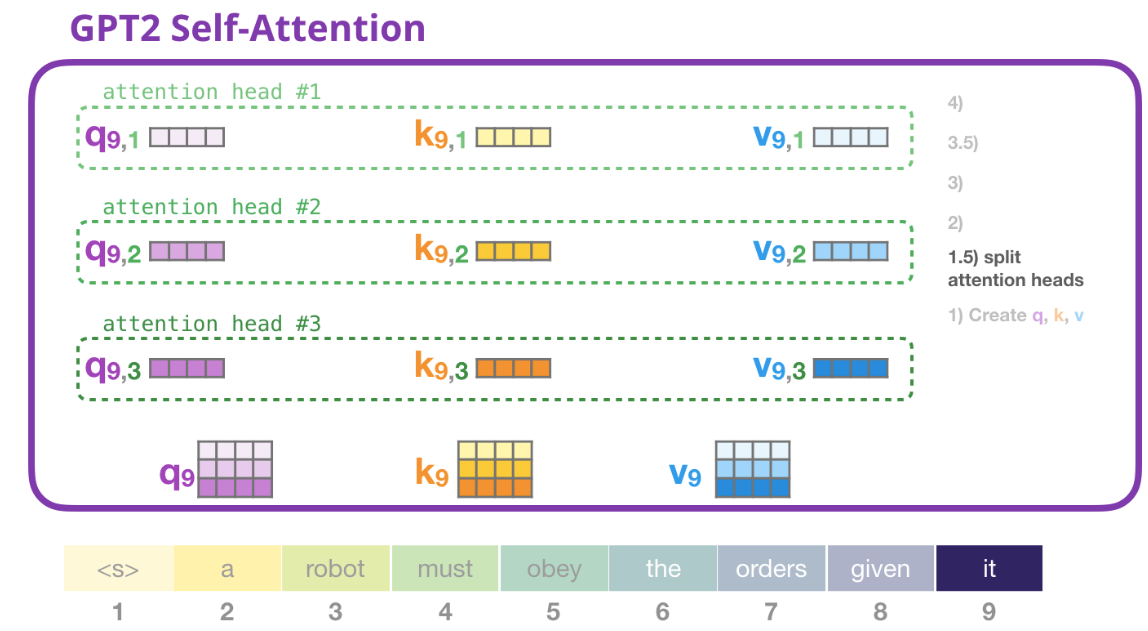 GPT2 Self-Attention
attention head #1
q9,1 k9,1 v9,1
attention head #2
q9,2 k9,2 v9,2
attention head #3
q9,3 k9,3 v9,3
q9 k9 v9
4)
3.5)
3)
2)
1.5) split
attention heads
1) Create q, k, v
<s> a robot must obey the orders given it
1 2 3 4 5 6 7 8 9